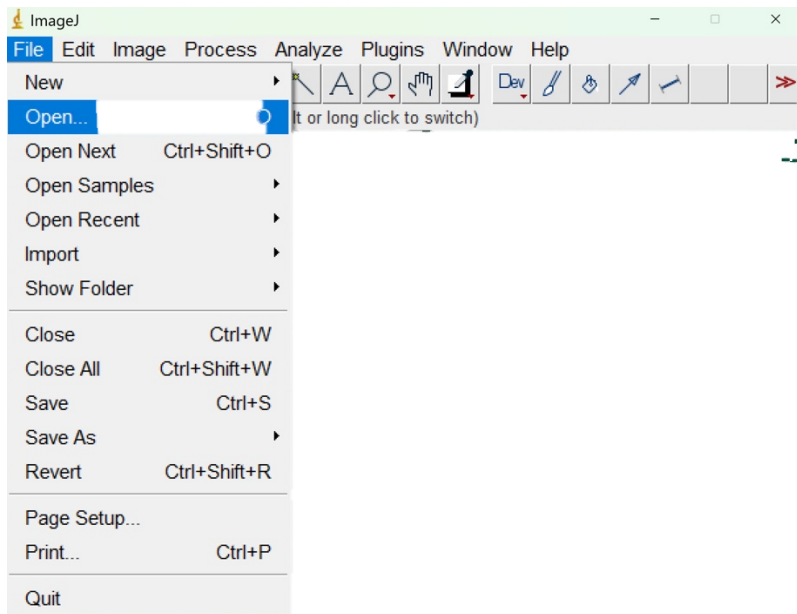 ImageJ
File Edit Image Process Analyze Plugins Window Help
New
A Dev
Open... O
lt or long click to switch)
Open Next Ctrl+Shift+O
Open Samples
Open Recent
Import
Show Folder
Close Ctrl+W
Close All Ctrl+Shift+W
Save Ctrl+S
Save As
Revert Ctrl+Shift+R
Page Setup...
Print... Ctrl+P
Quit